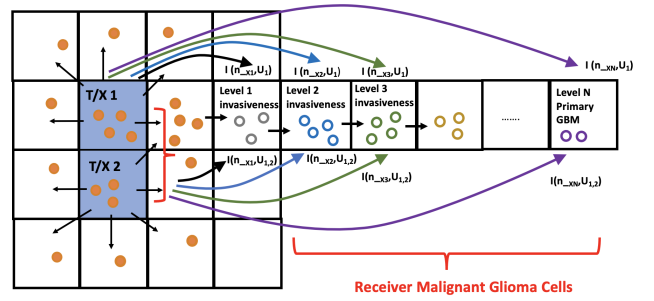 I (n_X1,U1)
I (n_X2,U1)
I (n_X3,U1)
I (n_XN,U1)
T/X 1
Level 1
invasiveness
Level 2
invasiveness
Level 3
invasiveness
.......
Level N
Primary
GBM
T/X 2
I(n_X1,U1,2)
I(n_X2,U1,2)
I(n_X3,U1,2)
I(n_XN,U1,2)
Receiver Malignant Glioma Cells